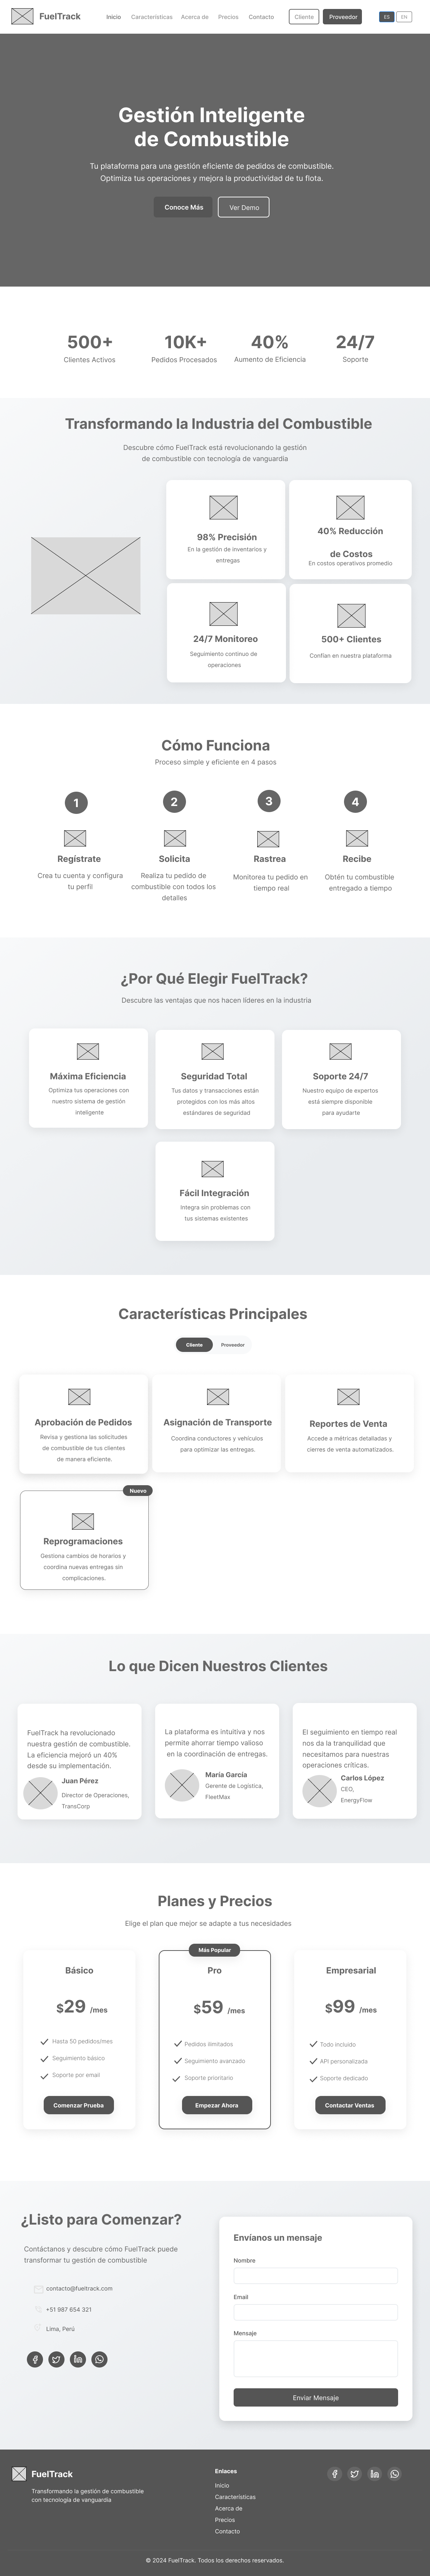 FuelTrack
Inicio Características Acerca de Precios Contacto
Cliente Proveedor
ES EN
Gestión Inteligente
de Combustible
Tu plataforma para una gestión eficiente de pedidos de combustible.
Optimiza tus operaciones y mejora la productividad de tu flota.
Conoce Más
Ver Demo
500+
Clientes Activos
10K+
Pedidos Procesados
40%
Aumento de Eficiencia
24/7
Soporte
Transformando la Industria del Combustible
Descubre cómo FuelTrack está revolucionando la gestión
de combustible con tecnología de vanguardia
98% Precisión
En la gestión de inventarios y
entregas
40% Reducción
de Costos
En costos operativos promedio
24/7 Monitoreo
Seguimiento continuo de
operaciones
500+ Clientes
Confían en nuestra plataforma
Cómo Funciona
Proceso simple y eficiente en 4 pasos
1
Regístrate
Crea tu cuenta y configura
tu perfil
2
Solicita
Realiza tu pedido de
combustible con todos los
detalles
3
Rastrea
Monitorea tu pedido en
tiempo real
4
Recibe
Obtén tu combustible
entregado a tiempo
¿Por Qué Elegir FuelTrack?
Descubre las ventajas que nos hacen líderes en la industria
Máxima Eficiencia
Optimiza tus operaciones con
nuestro sistema de gestión
inteligente
Seguridad Total
Tus datos y transacciones están
protegidos con los más altos
estándares de seguridad
Soporte 24/7
Nuestro equipo de expertos
está siempre disponible
para ayudarte
Fácil Integración
Integra sin problemas con
tus sistemas existentes
Características Principales
Cliente Proveedor
Aprobación de Pedidos
Revisa y gestiona las solicitudes
de combustible de tus clientes
de manera eficiente.
Asignación de Transporte
Coordina conductores y vehículos
para optimizar las entregas.
Reportes de Venta
Accede a métricas detalladas y
cierres de venta automatizados.
Nuevo
Reprogramaciones
Gestiona cambios de horarios y
coordina nuevas entregas sin
complicaciones.
Lo que Dicen Nuestros Clientes
FuelTrack ha revolucionado
nuestra gestión de combustible.
La eficiencia mejoró un 40%
desde su implementación.
Juan Pérez
Director de Operaciones,
TransCorp
La plataforma es intuitiva y nos
permite ahorrar tiempo valioso
en la coordinación de entregas.
María García
Gerente de Logística,
FleetMax
El seguimiento en tiempo real
nos da la tranquilidad que
necesitamos para nuestras
operaciones críticas.
Carlos López
CEO,
EnergyFlow
Planes y Precios
Elige el plan que mejor se adapte a tus necesidades
Básico
$29 /mes
Hasta 50 pedidos/mes
Seguimiento básico
Soporte por email
Comenzar Prueba
Más Popular
Pro
$59 /mes
Pedidos ilimitados
Seguimiento avanzado
Soporte prioritario
Empezar Ahora
Empresarial
$99 /mes
Todo incluido
API personalizada
Soporte dedicado
Contactar Ventas
¿Listo para Comenzar?
Contáctanos y descubre cómo FuelTrack puede
transformar tu gestión de combustible
contacto@fueltrack.com
+51 987 654 321
Lima, Perú
Envíanos un mensaje
Nombre
Email
Mensaje
Enviar Mensaje
FuelTrack
Transformando la gestión de combustible
con tecnología de vanguardia
Enlaces
Inicio
Características
Acerca de
Precios
Contacto
© 2024 FuelTrack. Todos los derechos reservados.